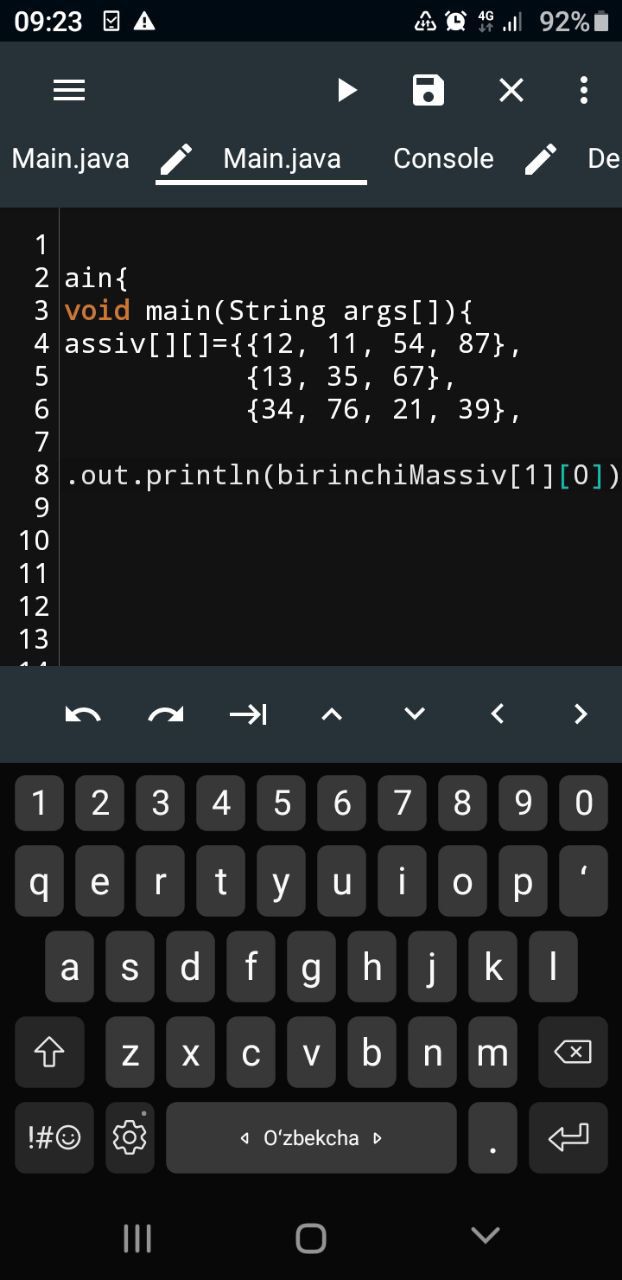 09:23 4G 92%
Main.java Main.java Console De
1
2 ain{
3 void main(String args[]){
4 assiv[][]={{12, 11, 54, 87},
5 {13, 35, 67},
6 {34, 76, 21, 39},
7
8 .out.println(birinchiMassiv[1][0])
9
10
11
12
13
1 2 3 4 5 6 7 8 9 0
q e r t y u i o p ‘
a s d f g h j k l
z x c v b n m
!#☺ O‘zbekcha .